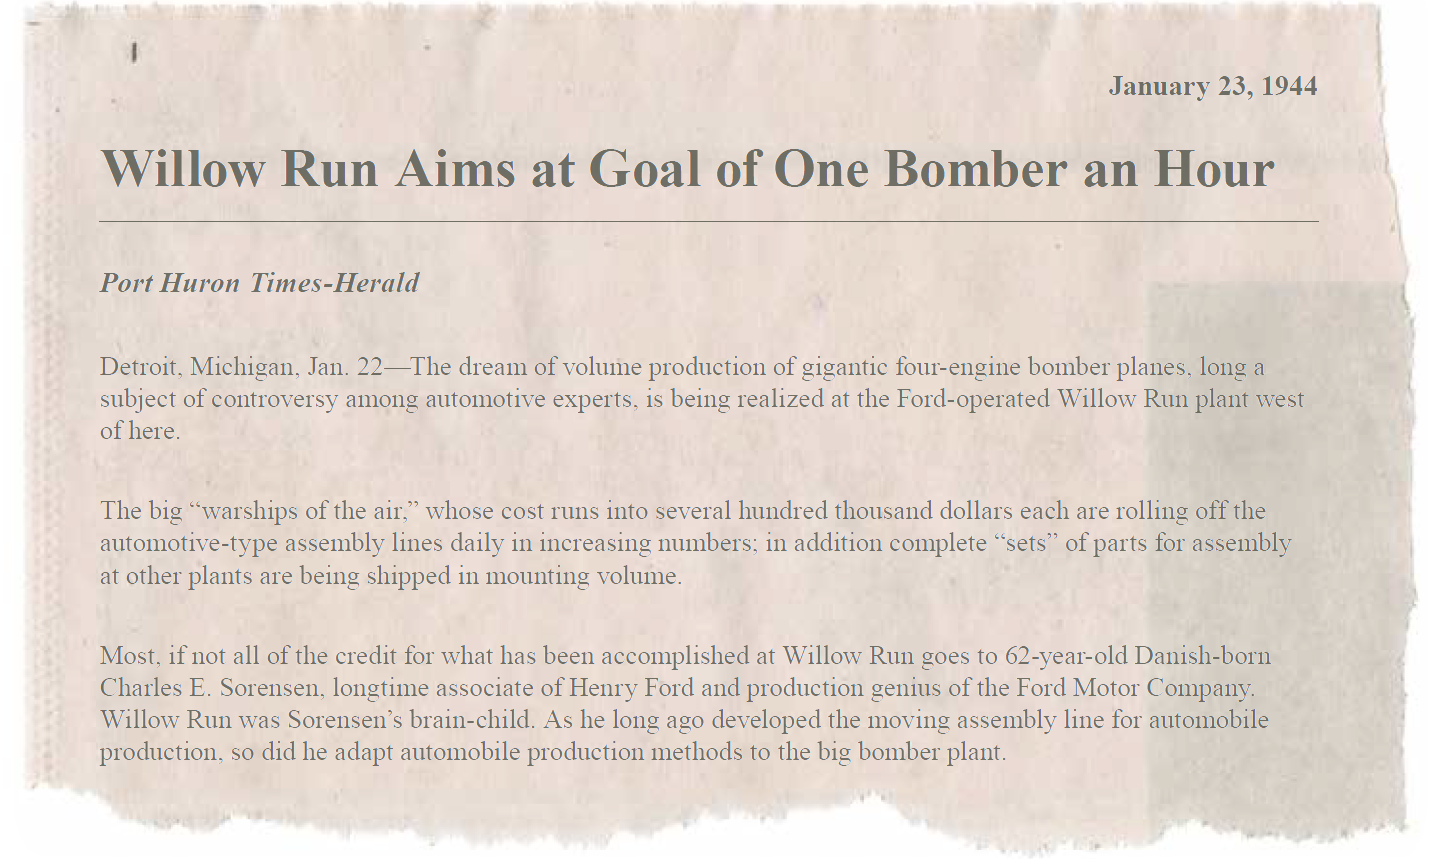 January 23, 1944
Willow Run Aims at Goal of One Bomber an Hour
Port Huron Times-Herald
Detroit, Michigan, Jan. 22—The dream of volume production of gigantic four-engine bomber planes, long a
subject of controversy among automotive experts, is being realized at the Ford-operated Willow Run plant west
of here.
The big “warships of the air,” whose cost runs into several hundred thousand dollars each are rolling off the
automotive-type assembly lines daily in increasing numbers; in addition complete “sets” of parts for assembly
at other plants are being shipped in mounting volume.
Most, if not all of the credit for what has been accomplished at Willow Run goes to 62-year-old Danish-born
Charles E. Sorensen, longtime associate of Henry Ford and production genius of the Ford Motor Company.
Willow Run was Sorensen’s brain-child. As he long ago developed the moving assembly line for automobile
production, so did he adapt automobile production methods to the big bomber plant.